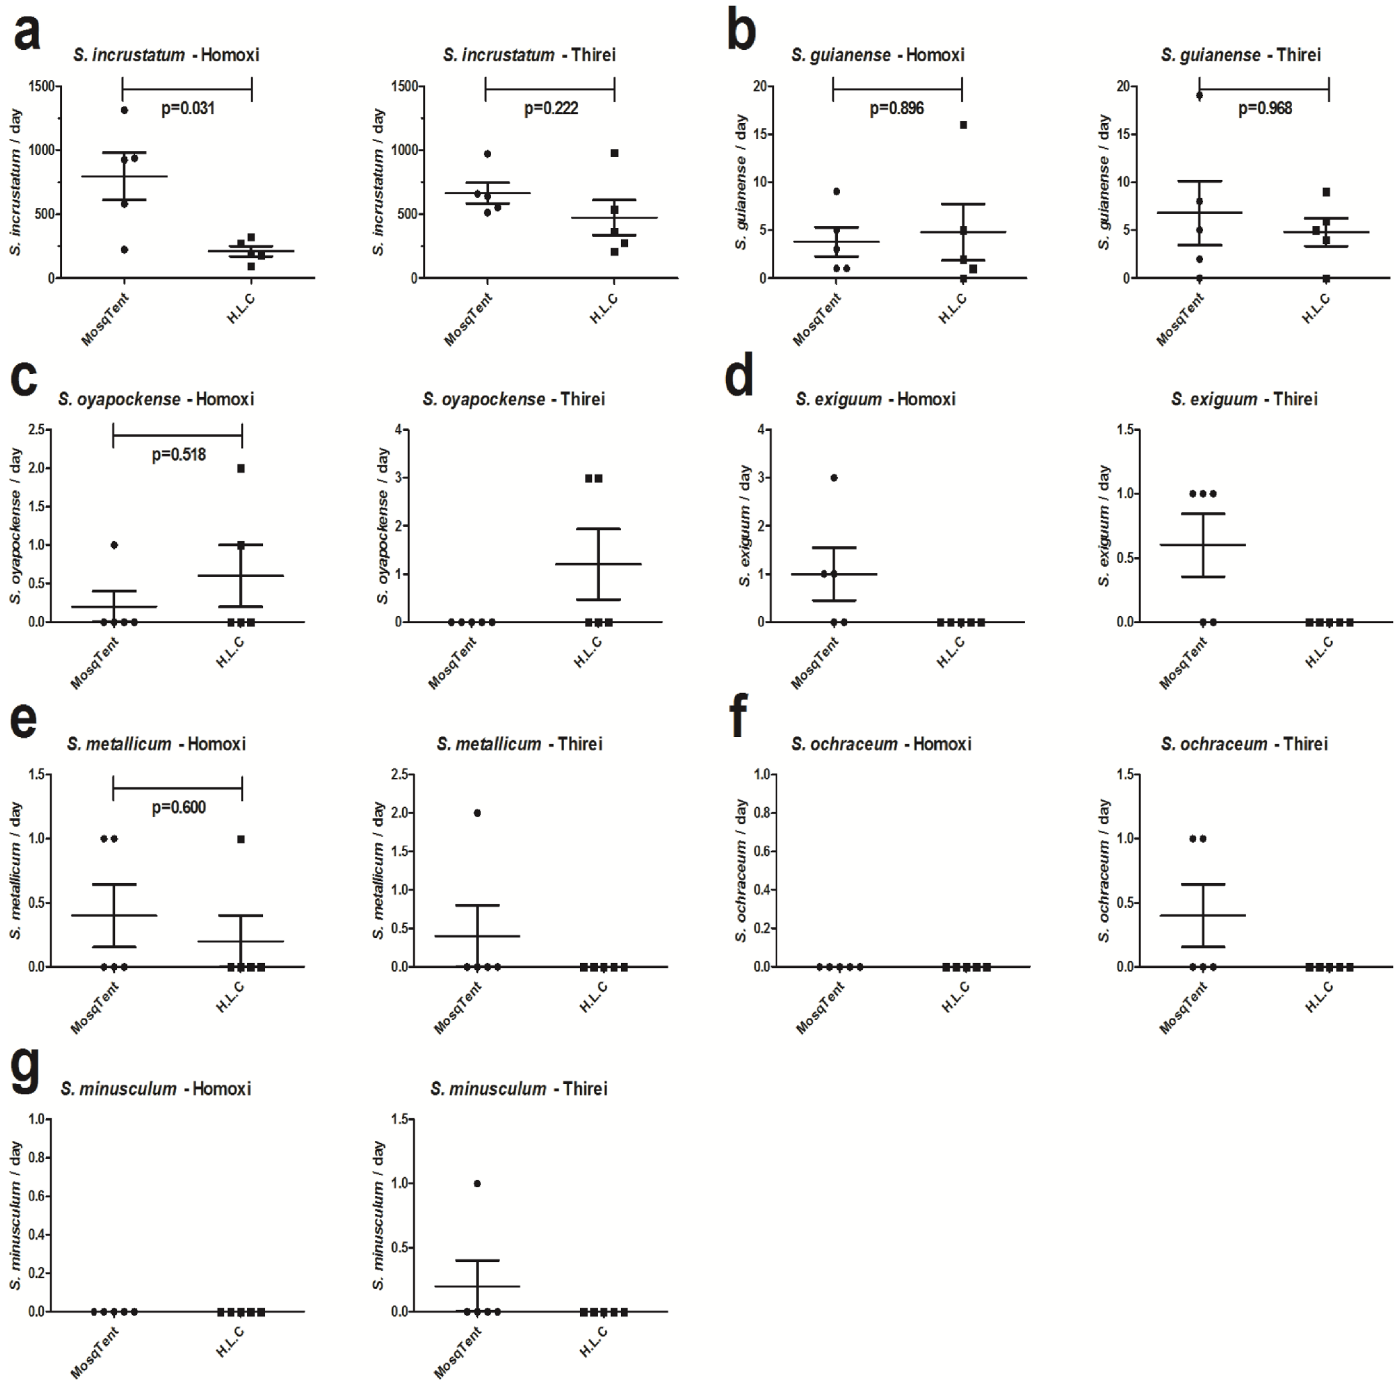 a
S. incrustatum - Homoxi
S. incrustatum / day
1500
1000
500
0
p=0.031
MosqTent
H.L.C
S. incrustatum - Thirei
S. incrustatum / day
1500
1000
500
0
p=0.222
MosqTent
H.L.C
b
S. guianense - Homoxi
S. guianense / day
20
15
10
5
0
p=0.896
MosqTent
H.L.C
S. guianense - Thirei
S. guianense / day
20
15
10
5
0
p=0.968
MosqTent
H.L.C
c
S. oyapockense - Homoxi
S. oyapockense / day
2.5
2.0
1.5
1.0
0.5
0.0
p=0.518
MosqTent
H.L.C
S. oyapockense - Thirei
S. oyapockense / day
4
3
2
1
0
MosqTent
H.L.C
d
S. exiguum - Homoxi
S. exiguum / day
4
3
2
1
0
MosqTent
H.L.C
S. exiguum - Thirei
S. exiguum / day
1.5
1.0
0.5
0.0
MosqTent
H.L.C
e
S. metallicum - Homoxi
S. metallicum / day
1.5
1.0
0.5
0.0
p=0.600
MosqTent
H.L.C
S. metallicum - Thirei
S. metallicum / day
2.5
2.0
1.5
1.0
0.5
0.0
MosqTent
H.L.C
f
S. ochraceum - Homoxi
S. ochraceum / day
1.0
0.8
0.6
0.4
0.2
0.0
MosqTent
H.L.C
S. ochraceum - Thirei
S. ochraceum / day
1.5
1.0
0.5
0.0
MosqTent
H.L.C
g
S. minusculum - Homoxi
S. minusculum / day
1.0
0.8
0.6
0.4
0.2
0.0
MosqTent
H.L.C
S. minusculum - Thirei
S. minusculum / day
1.5
1.0
0.5
0.0
MosqTent
H.L.C